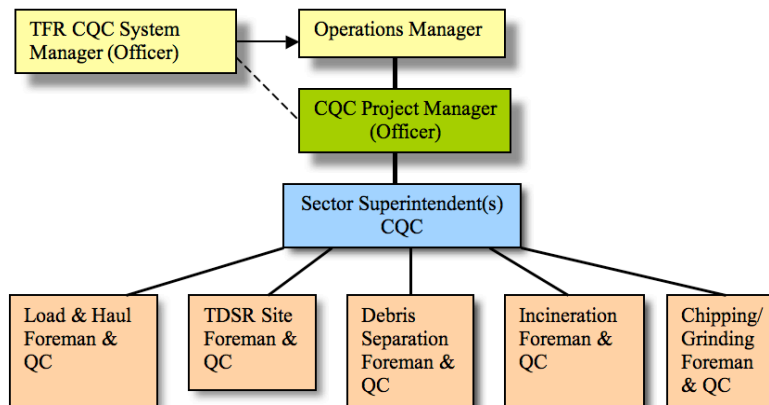 TFR CQC System
Manager (Officer)
Operations Manager
CQC Project Manager
(Officer)
Sector Superintendent(s)
CQC
Load & Haul
Foreman &
QC
TDSR Site
Foreman &
QC
Debris
Separation
Foreman &
QC
Incineration
Foreman &
QC
Chipping/
Grinding
Foreman
& QC